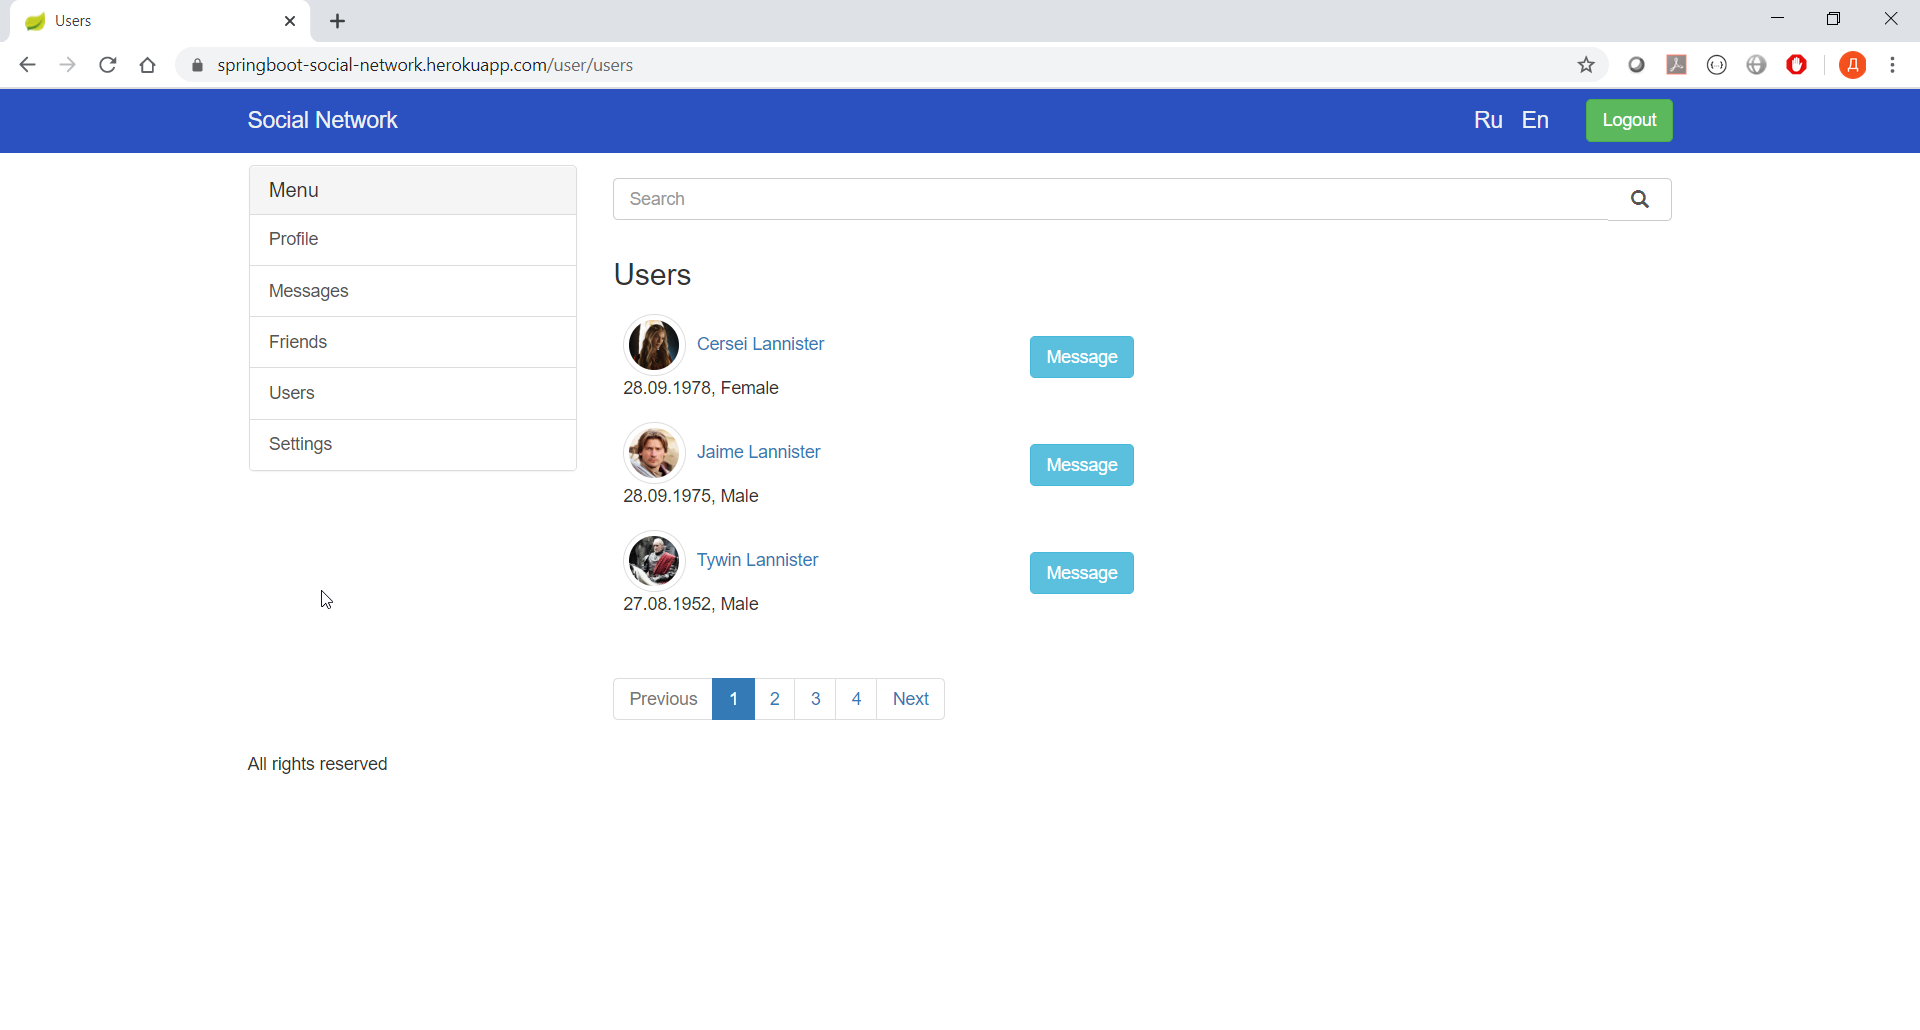 Users
springboot-social-network.herokuapp.com/user/users
Д
Social Network
Ru En Logout
Menu
Profile
Messages
Friends
Users
Settings
Search
Users
Cersei Lannister
Message
28.09.1978, Female
Jaime Lannister
Message
28.09.1975, Male
Tywin Lannister
Message
27.08.1952, Male
Previous 1 2 3 4 Next
All rights reserved